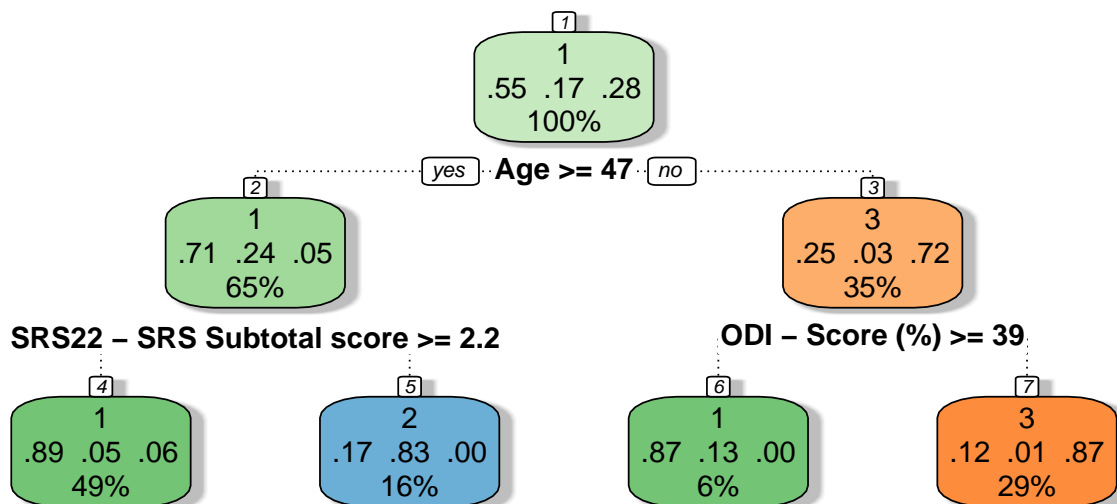 1
1
.55 .17 .28
100%
yes Age >= 47 no
2
1
.71 .24 .05
65%
3
3
.25 .03 .72
35%
SRS22 – SRS Subtotal score >= 2.2
ODI – Score (%) >= 39
4
1
.89 .05 .06
49%
5
2
.17 .83 .00
16%
6
1
.87 .13 .00
6%
7
3
.12 .01 .87
29%